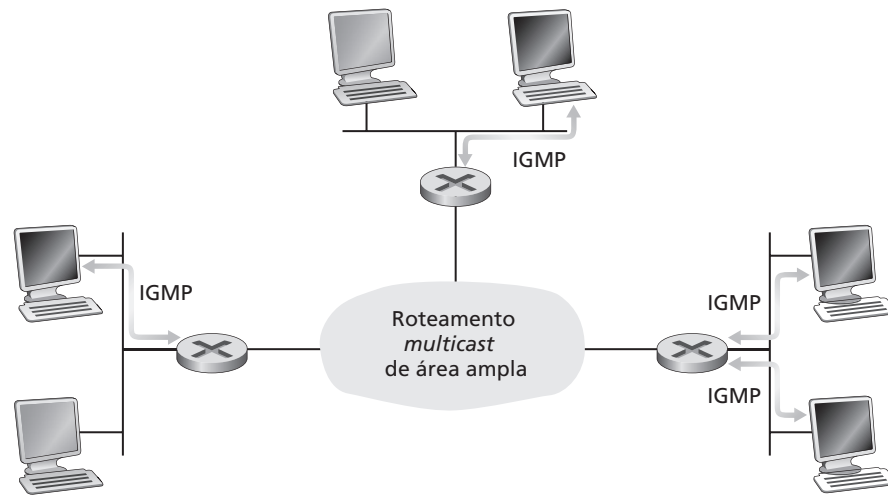 IGMP
IGMP
Roteamento
multicast
de área ampla
IGMP
IGMP